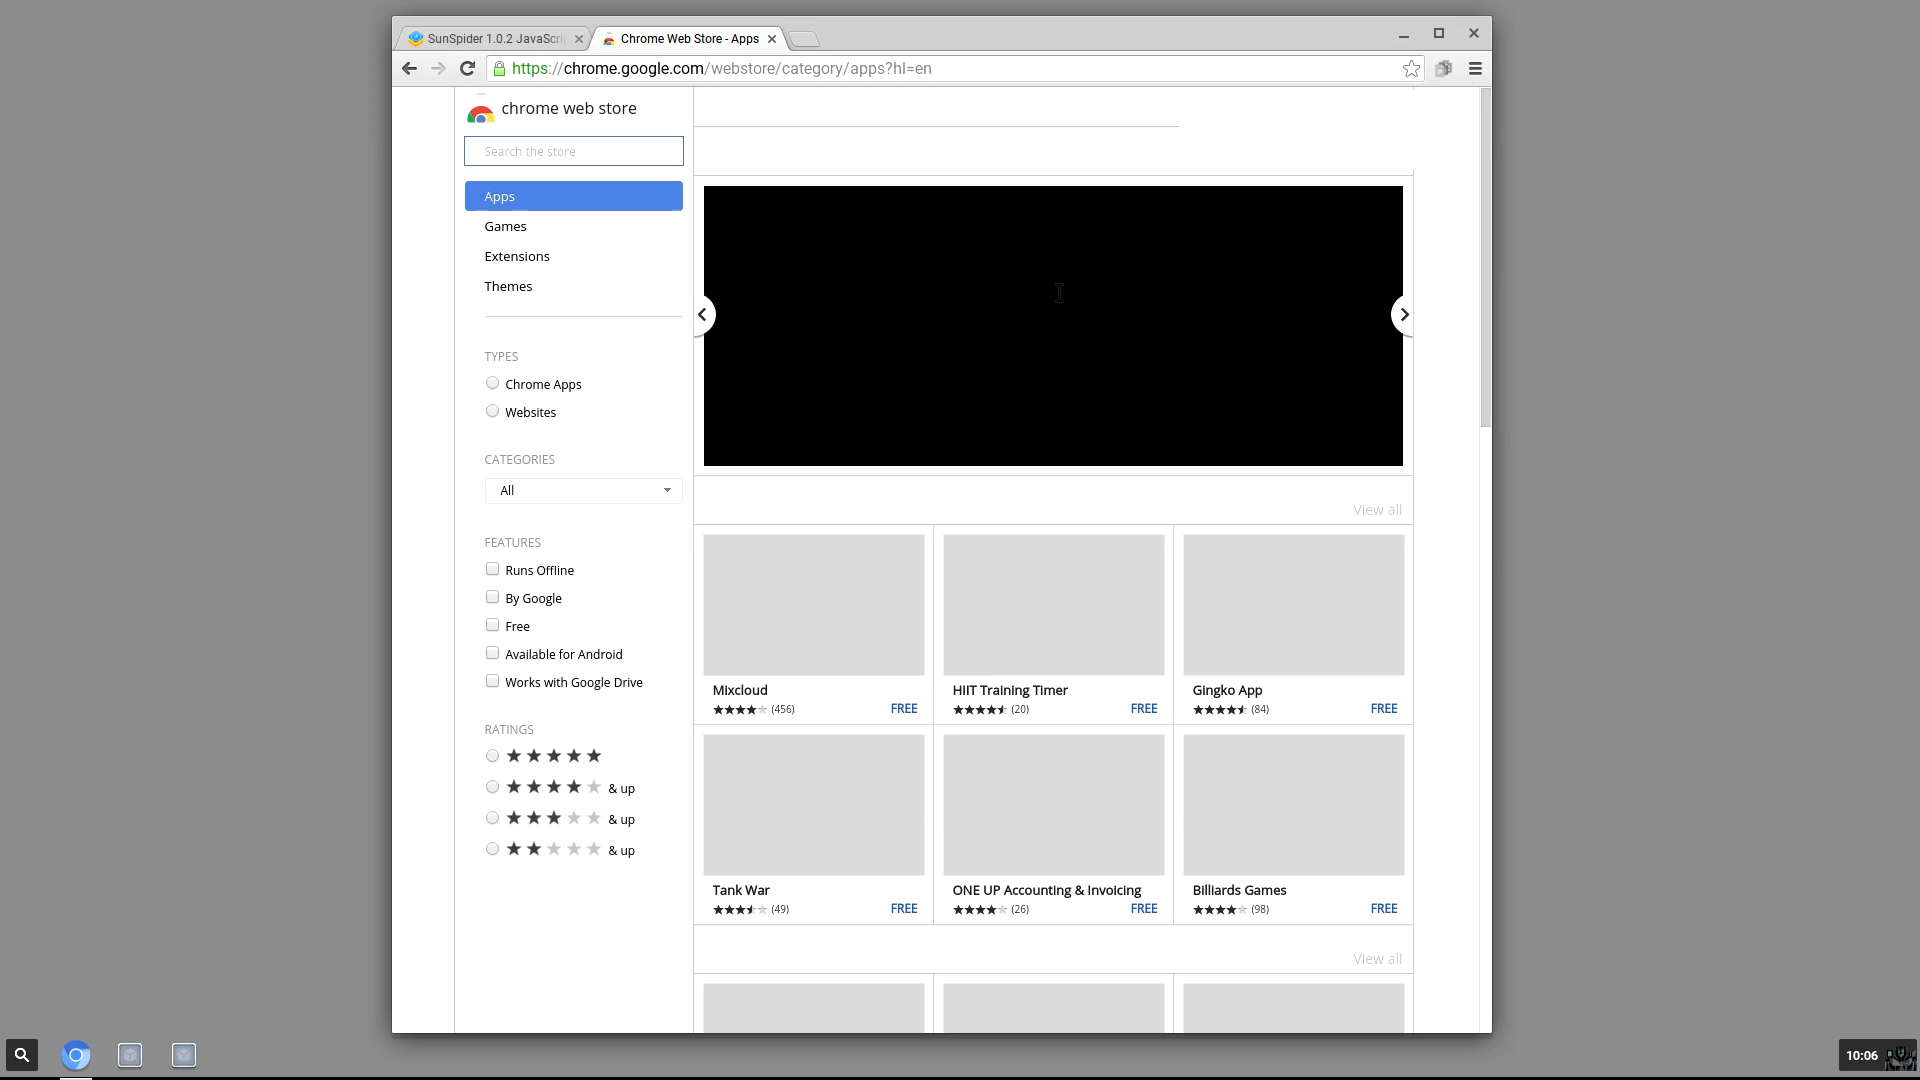 SunSpider 1.0.2 JavaScri
Chrome Web Store - Apps
https://chrome.google.com/webstore/category/apps?hl=en
chrome web store
Search the store
Apps
Games
Extensions
Themes
TYPES
Chrome Apps
Websites
CATEGORIES
All
FEATURES
Runs Offline
By Google
Free
Available for Android
Works with Google Drive
RATINGS
& up
& up
& up
View all
Mixcloud
(456) FREE
HIIT Training Timer
(20) FREE
Gingko App
(84) FREE
Tank War
(49) FREE
ONE UP Accounting & Invoicing
(26) FREE
Billiards Games
(98) FREE
View all
10:06